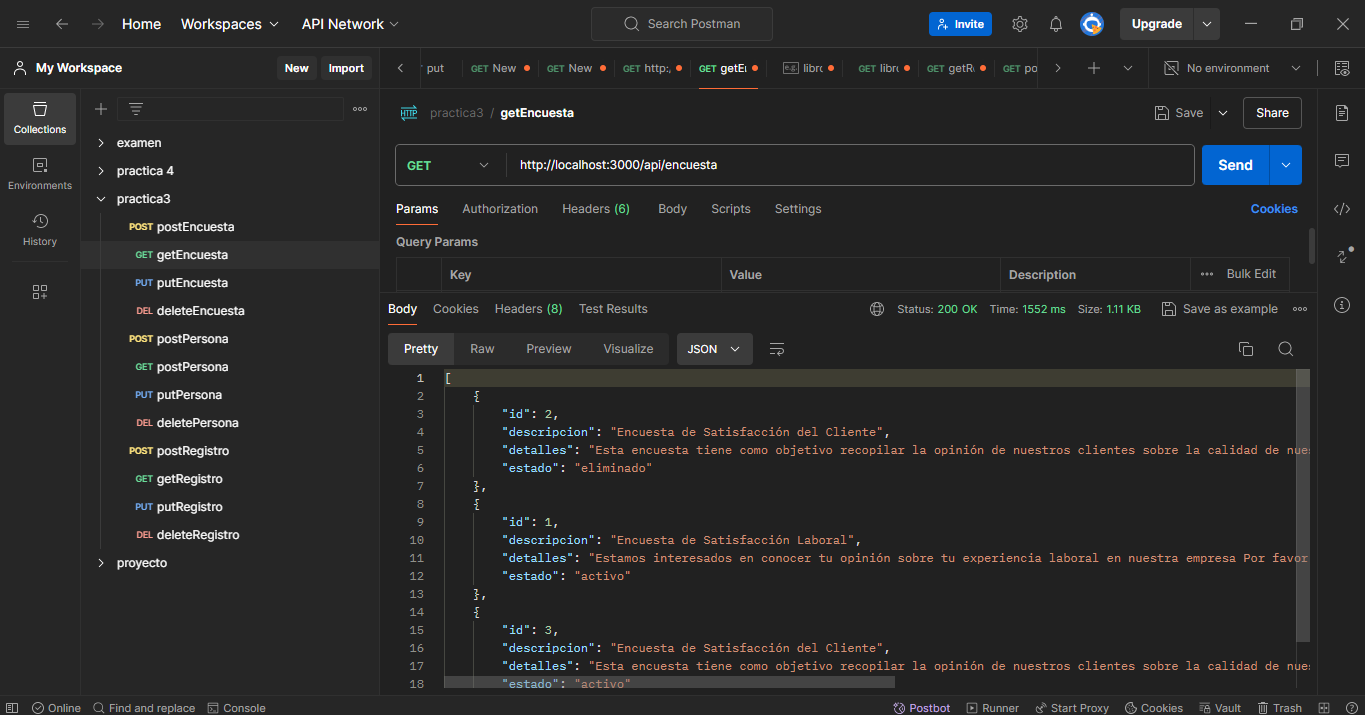 Home Workspaces API Network Search Postman Invite Upgrade
My Workspace New Import put GET New GET New GET http:, GET getEı libro GET libro GET getRe GET po No environment
Collections
Environments
History
examen
practica 4
practica3
POST postEncuesta
GET getEncuesta
PUT putEncuesta
DEL deleteEncuesta
POST postPersona
GET postPersona
PUT putPersona
DEL deletePersona
POST postRegistro
GET getRegistro
PUT putRegistro
DEL deleteRegistro
proyecto
HTTP practica3 / getEncuesta Save Share
GET http://localhost:3000/api/encuesta Send
Params Authorization Headers (6) Body Scripts Settings Cookies
Query Params
Key Value Description Bulk Edit
Body Cookies Headers (8) Test Results Status: 200 OK Time: 1552 ms Size: 1.11 KB Save as example
Pretty Raw Preview Visualize JSON
1 [
2 {
3 "id": 2,
4 "descripcion": "Encuesta de Satisfacción del Cliente",
5 "detalles": "Esta encuesta tiene como objetivo recopilar la opinión de nuestros clientes sobre la calidad de nues
6 "estado": "eliminado"
7 },
8 {
9 "id": 1,
10 "descripcion": "Encuesta de Satisfacción Laboral",
11 "detalles": "Estamos interesados en conocer tu opinión sobre tu experiencia laboral en nuestra empresa Por favor
12 "estado": "activo"
13 },
14 {
15 "id": 3,
16 "descripcion": "Encuesta de Satisfacción del Cliente",
17 "detalles": "Esta encuesta tiene como objetivo recopilar la opinión de nuestros clientes sobre la calidad de nues
18 "estado": "activo"
Online Find and replace Console Postbot Runner Start Proxy Cookies Vault Trash